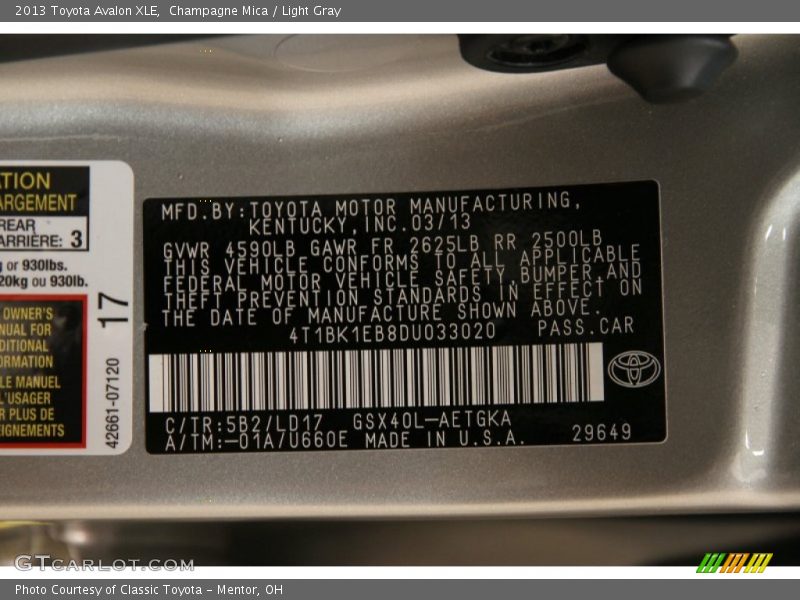 2013 Toyota Avalon XLE,  Champagne Mica / Light Gray
TION
ARGEMENT
REAR
ARRIÈRE: 3
g or 930lbs.
20kg ou 930lb.
OWNER'S
NUAL FOR
DITIONAL
ORMATION
LE MANUEL
L'USAGER
R PLUS DE
EIGNEMENTS
17
42661-07120
MFD.BY:TOYOTA MOTOR MANUFACTURING,
KENTUCKY,INC.03/13
GVWR 4590LB GAWR FR 2625LB RR 2500LB
THIS VEHICLE CONFORMS TO ALL APPLICABLE
FEDERAL MOTOR VEHICLE SAFETY,BUMPER,AND
THEFT PREVENTION STANDARDS IN EFFECT ON
THE DATE OF MANUFACTURE SHOWN ABOVE.
4T1BK1EB8DU033020 PASS.CAR
C/TR:5B2/LD17 GSX40L-AETGKA
A/TM:-01A/U660E MADE IN U.S.A. 29649
GTCARLOT.COM
Photo Courtesy of Classic Toyota - Mentor, OH